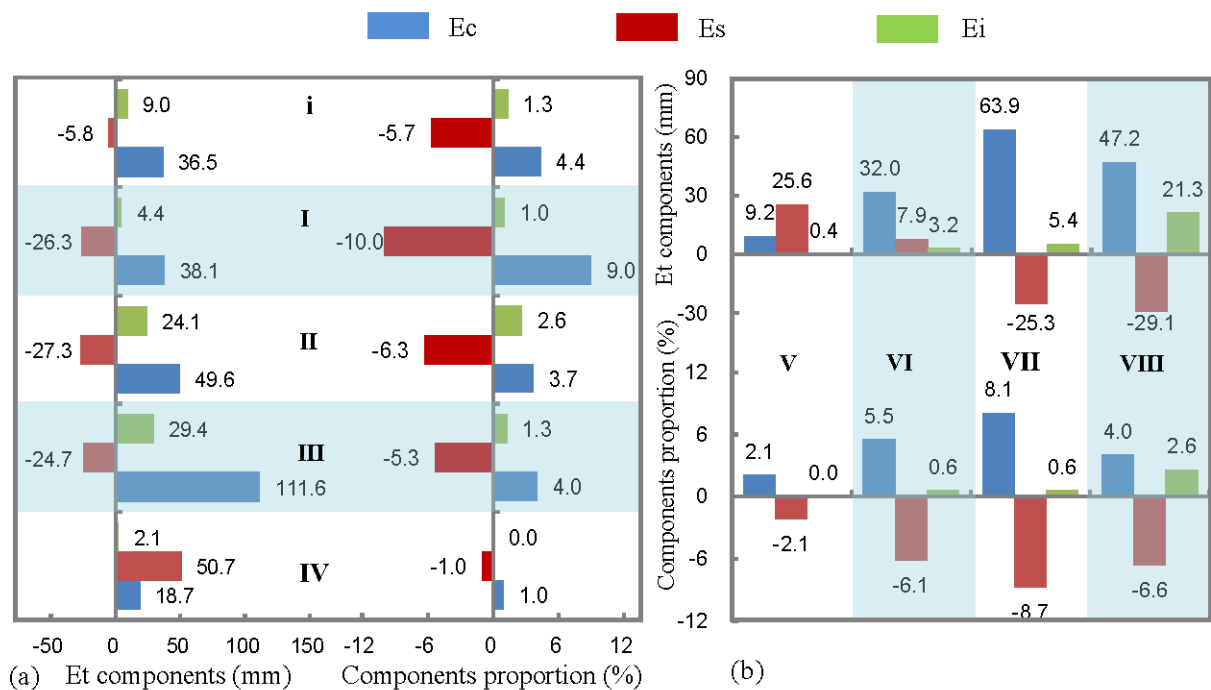 Ec Es Ei
9.0 i 1.3
-5.8 -5.7
36.5 4.4
4.4 I 1.0
-26.3 -10.0
38.1 9.0
24.1 2.6
-27.3 II -6.3
49.6 3.7
29.4 1.3
-24.7 III -5.3
111.6 4.0
2.1 0.0
50.7 IV -1.0
18.7 1.0
-50 0 50 100 150 -12 -6 0 6 12
(a) Et components (mm) Components proportion (%)
Et components (mm)
90
60
30
0
-30
9.2 25.6 0.4
32.0 7.9 3.2
63.9 -25.3 5.4
47.2 -29.1 21.3
V VI VII VIII
Components proportion (%)
12
6
0
-6
-12
2.1 -2.1 0.0
5.5 -6.1 0.6
8.1 -8.7 0.6
4.0 -6.6 2.6
(b)